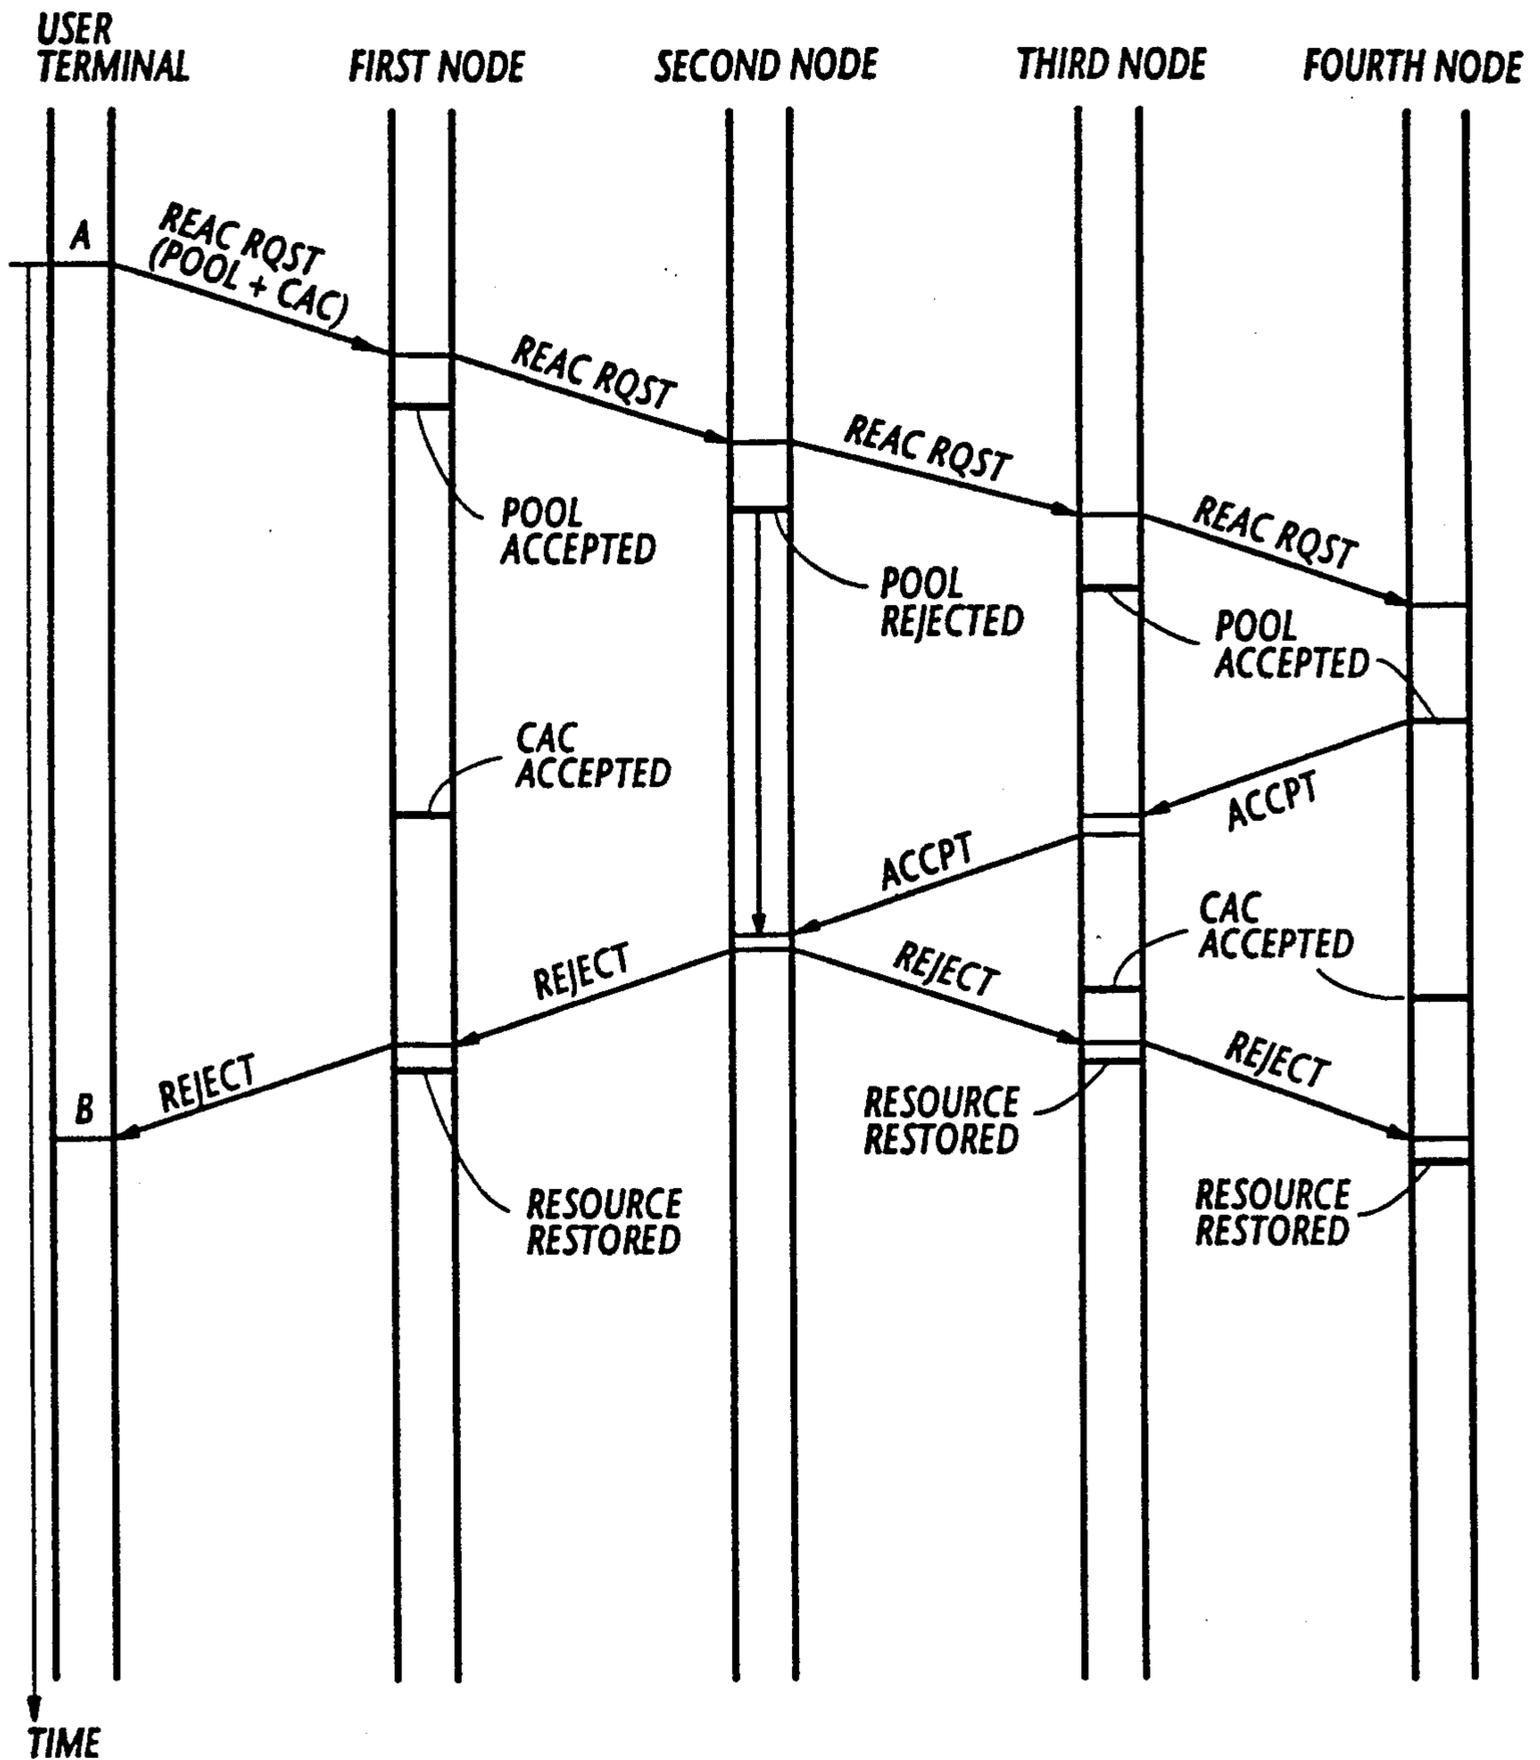 USER
TERMINAL
FIRST NODE
SECOND NODE
THIRD NODE
FOURTH NODE
A
REAC RQST
(POOL + CAC)
REAC RQST
REAC RQST
REAC RQST
POOL
ACCEPTED
POOL
REJECTED
POOL
ACCEPTED
CAC
ACCEPTED
ACCPT
ACCPT
CAC
ACCEPTED
REJECT
REJECT
REJECT
REJECT
B
RESOURCE
RESTORED
RESOURCE
RESTORED
RESOURCE
RESTORED
TIME